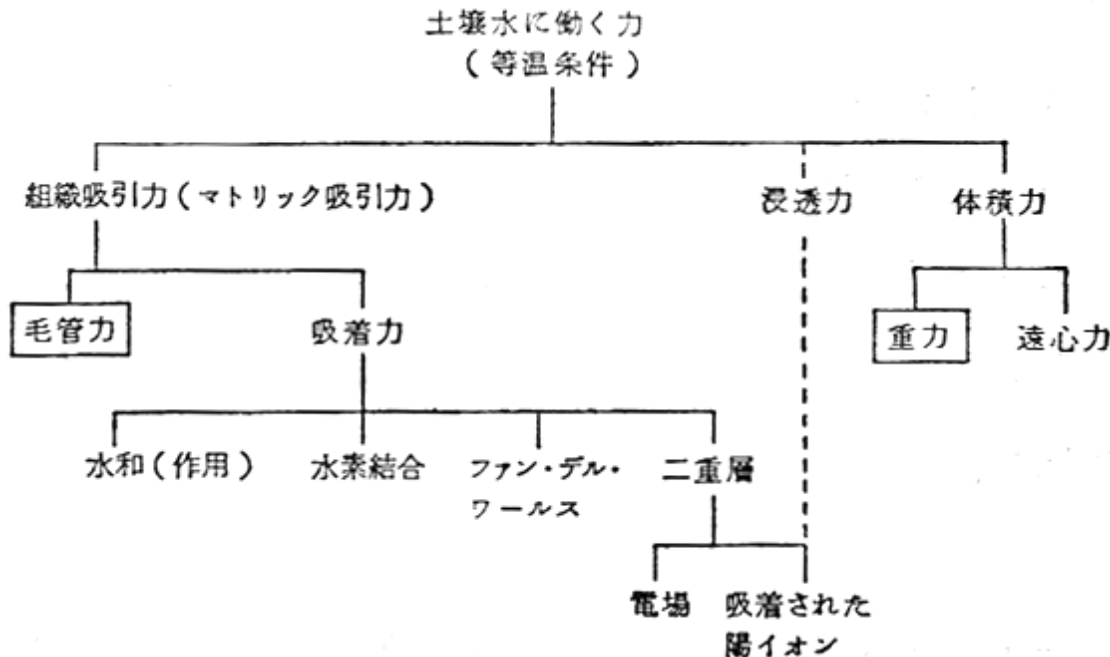 土壌水に働く力
(等温条件)
組織吸引力(マトリック吸引力)
浸透力
体積力
毛管力
吸着力
重力
遠心力
水和(作用)
水素結合
ファン・デル・
ワールス
二重層
電場
吸着された
陽イオン